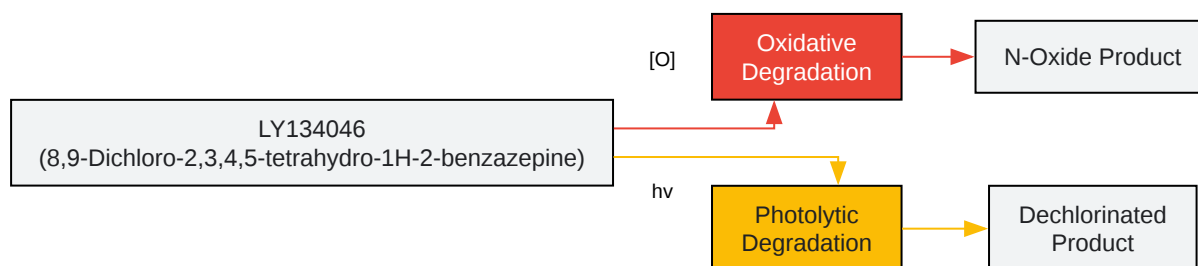 LY134046
(8,9-Dichloro-2,3,4,5-tetrahydro-1H-2-benzazepine)
[O]
Oxidative
Degradation
N-Oxide Product
hv
Photolytic
Degradation
Dechlorinated
Product